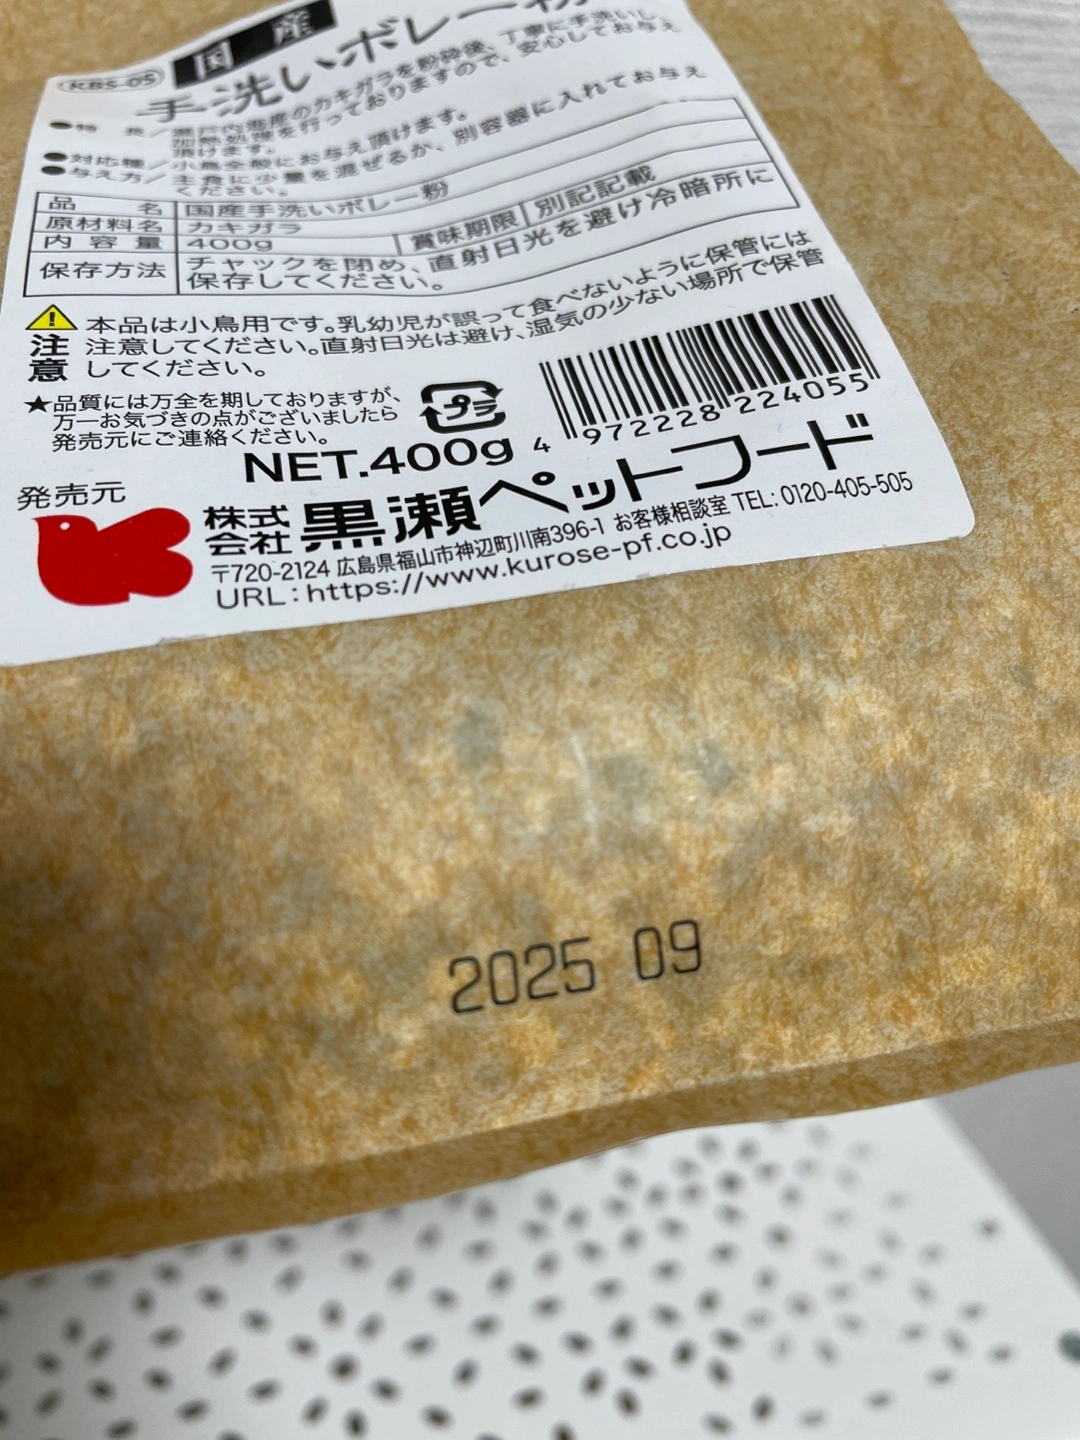 国産
KBS-05
手洗いボレー粉
●特 長/瀬戸内海産のカキガラを粉砕後、丁寧に手洗いし、
加熱処理を行っておりますので、安心してお与え
頂けます。
●対応種/小鳥全般にお与え頂けます。
●与え方/主食に少量を混ぜるか、別容器に入れてお与え
ください。
品 名 国産手洗いボレー粉
原材料名 カキガラ
内容量 400g 賞味期限 別記記載
保存方法 チャックを閉め、直射日光を避け冷暗所に
保存してください。
注意
本品は小鳥用です。乳幼児が誤って食べないように保管には
注意してください。直射日光は避け、湿気の少ない場所で保管
してください。
★品質には万全を期しておりますが、
万一お気づきの点がございましたら
発売元にご連絡ください。
プラ
4 972228 224055
NET.400g
発売元
株式会社 黒瀬ペットフード
〒720-2124 広島県福山市神辺町川南396-1 お客様相談室 TEL: 0120-405-505
URL:https://www.kurose-pf.co.jp
2025 09